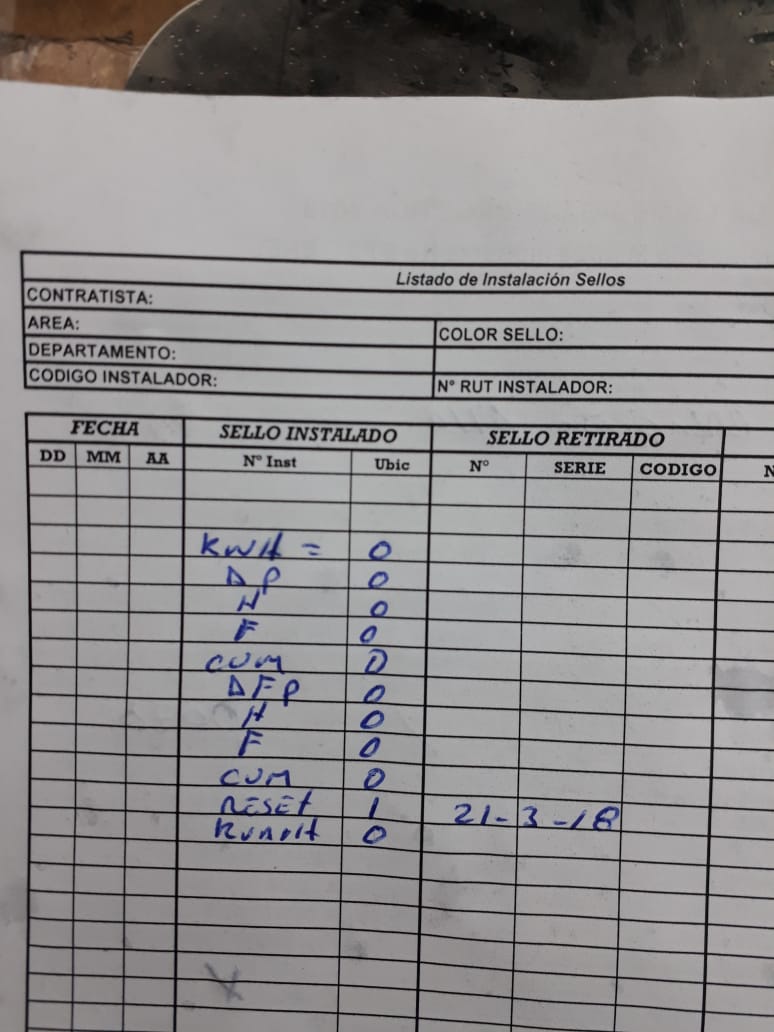 Listado de Instalación Sellos
CONTRATISTA:
AREA:
COLOR SELLO:
DEPARTAMENTO:
CODIGO INSTALADOR:
N° RUT INSTALADOR:
FECHA SELLO INSTALADO SELLO RETIRADO
DD MM AA N° Inst Ubic N° SERIE CODIGO N
KWH = 0
DP 0
H 0
F 0
CUM 0
DFP 0
H 0
F 0
CUM 0
RESET 1 21-3-18
0